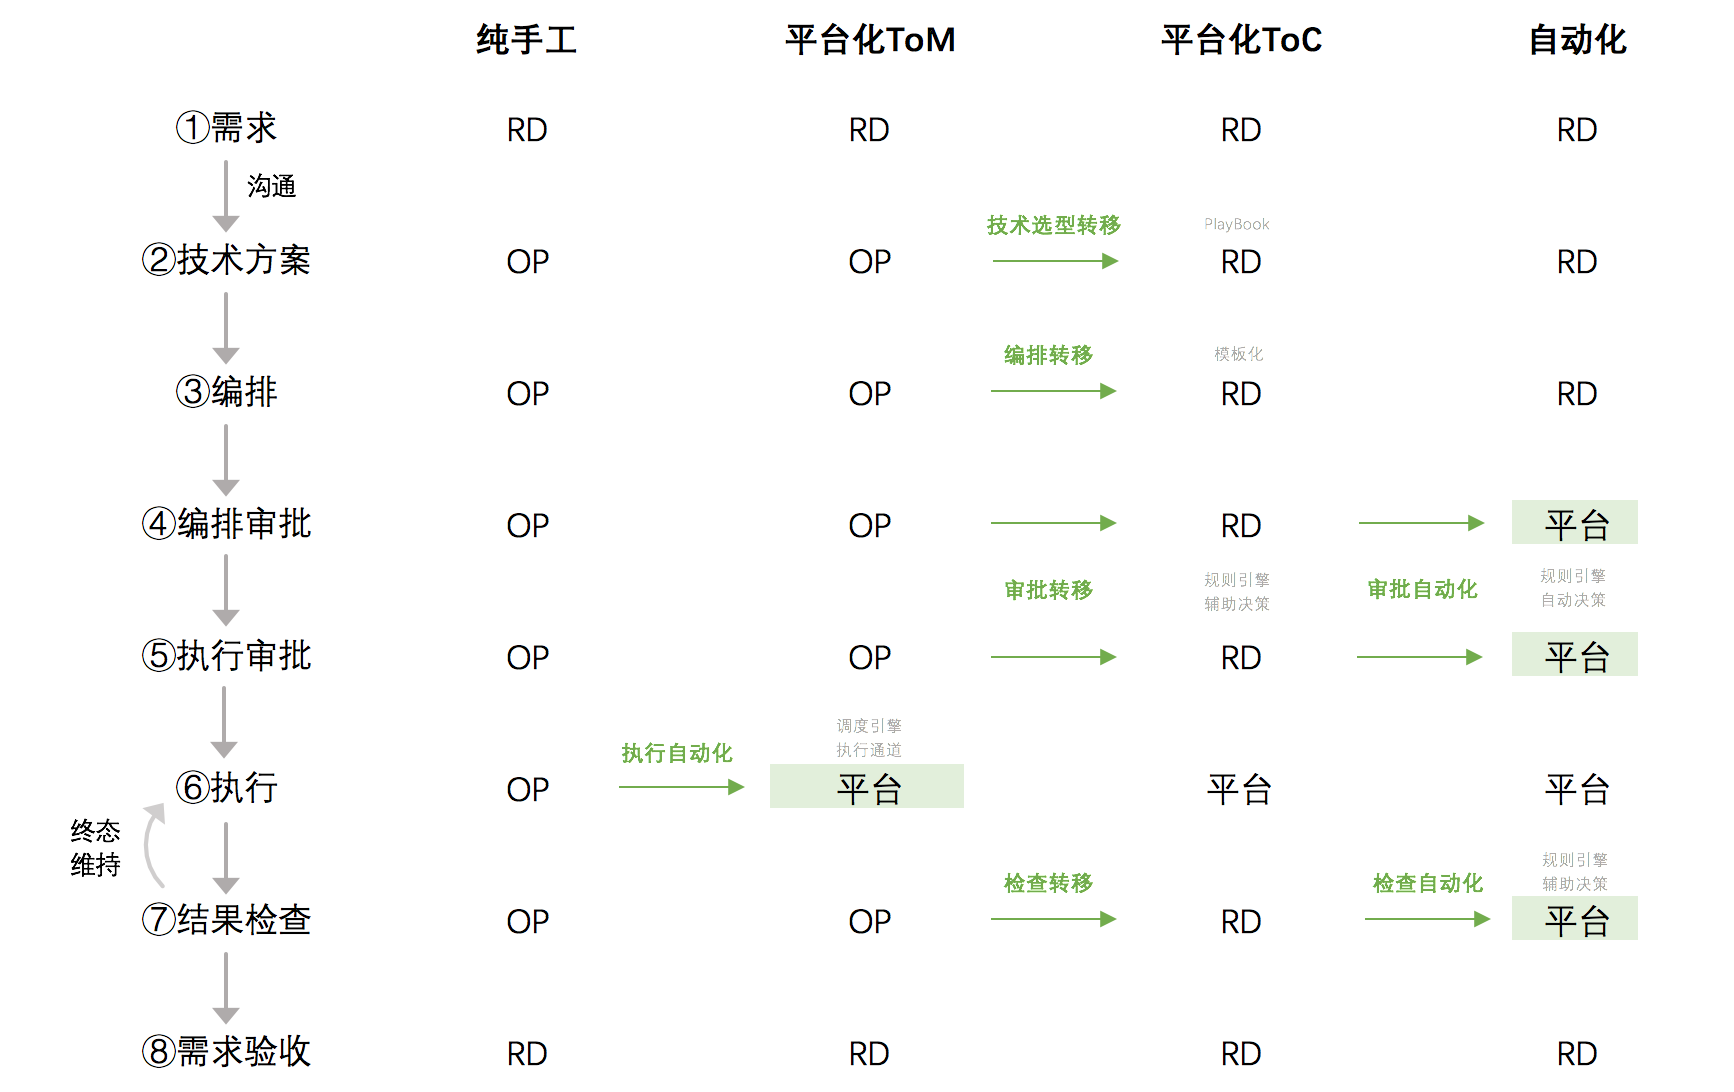 纯手工 平台化ToM 平台化ToC 自动化
①需求 RD RD RD RD
沟通
技术选型转移 PlayBook
②技术方案 OP OP RD RD
编排转移 模板化
③编排 OP OP RD RD
④编排审批 OP OP RD 平台
审批转移 规则引擎 辅助决策 审批自动化 规则引擎 自动决策
⑤执行审批 OP OP RD 平台
执行自动化 调度引擎 执行通道
⑥执行 OP 平台 平台 平台
终态
维持
检查转移 检查自动化 规则引擎 辅助决策
⑦结果检查 OP OP RD 平台
⑧需求验收 RD RD RD RD